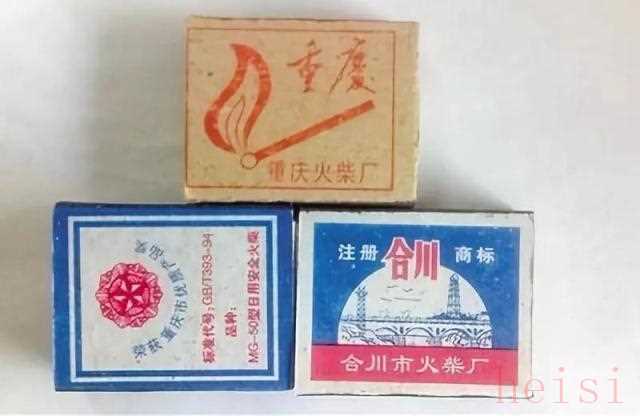 重慶
重庆火柴厂
荣获重庆市优质产品奖
标准代号:GB/T393-94
品种:
MG-50型日用安全火柴
注册 合川 商标
合川市火柴厂
heisi